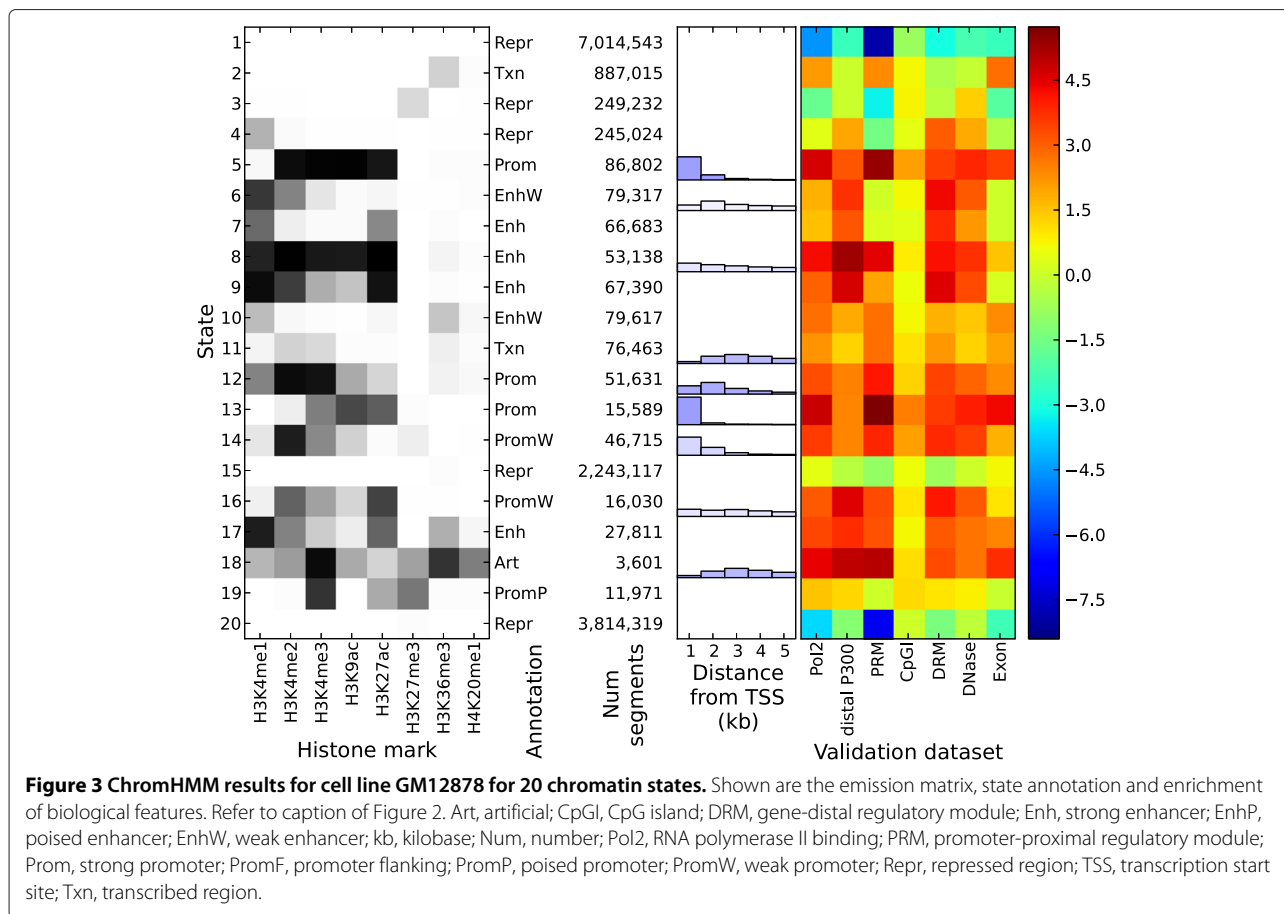 1 Repr 7,014,543
2 Txn 887,015
3 Repr 249,232
4 Repr 245,024
5 Prom 86,802
6 EnhW 79,317
7 Enh 66,683
8 Enh 53,138
9 Enh 67,390
10 EnhW 79,617
11 Txn 76,463
12 Prom 51,631
13 Prom 15,589
14 PromW 46,715
15 Repr 2,243,117
16 PromW 16,030
17 Enh 27,811
18 Art 3,601
19 PromP 11,971
20 Repr 3,814,319
State
H3K4me1
H3K4me2
H3K4me3
H3K9ac
H3K27ac
H3K27me3
H3K36me3
H4K20me1
Histone mark
Annotation
Num
segments
1 2 3 4 5
Distance
from TSS
(kb)
Pol2
distal P300
PRM
CpGI
DRM
DNase
Exon
Validation dataset
4.5
3.0
1.5
0.0
−1.5
−3.0
−4.5
−6.0
−7.5
Figure 3 ChromHMM results for cell line GM12878 for 20 chromatin states. Shown are the emission matrix, state annotation and enrichment
of biological features. Refer to caption of Figure 2. Art, artificial; CpGI, CpG island; DRM, gene-distal regulatory module; Enh, strong enhancer; EnhP,
poised enhancer; EnhW, weak enhancer; kb, kilobase; Num, number; Pol2, RNA polymerase II binding; PRM, promoter-proximal regulatory module;
Prom, strong promoter; PromF, promoter flanking; PromP, poised promoter; PromW, weak promoter; Repr, repressed region; TSS, transcription start
site; Txn, transcribed region.